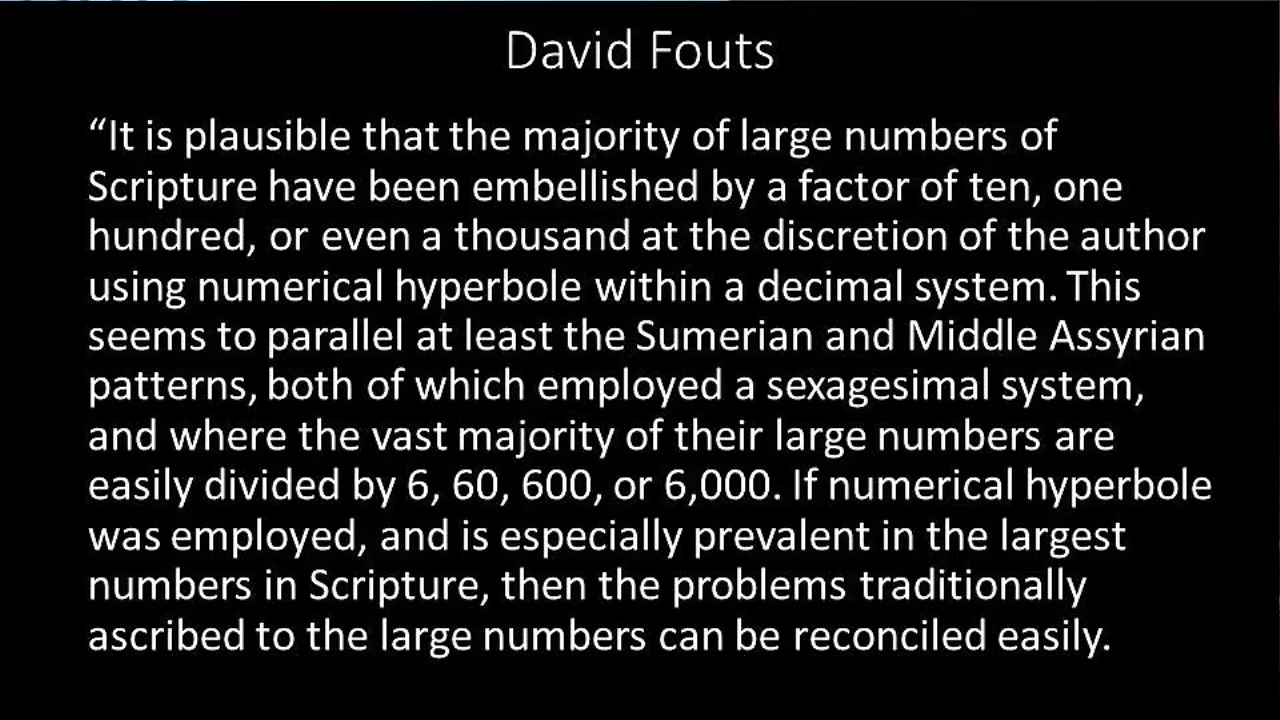 David Fouts
“It is plausible that the majority of large numbers of
Scripture have been embellished by a factor of ten, one
hundred, or even a thousand at the discretion of the author
using numerical hyperbole within a decimal system. This
seems to parallel at least the Sumerian and Middle Assyrian
patterns, both of which employed a sexagesimal system,
and where the vast majority of their large numbers are
easily divided by 6, 60, 600, or 6,000. If numerical hyperbole
was employed, and is especially prevalent in the largest
numbers in Scripture, then the problems traditionally
ascribed to the large numbers can be reconciled easily.